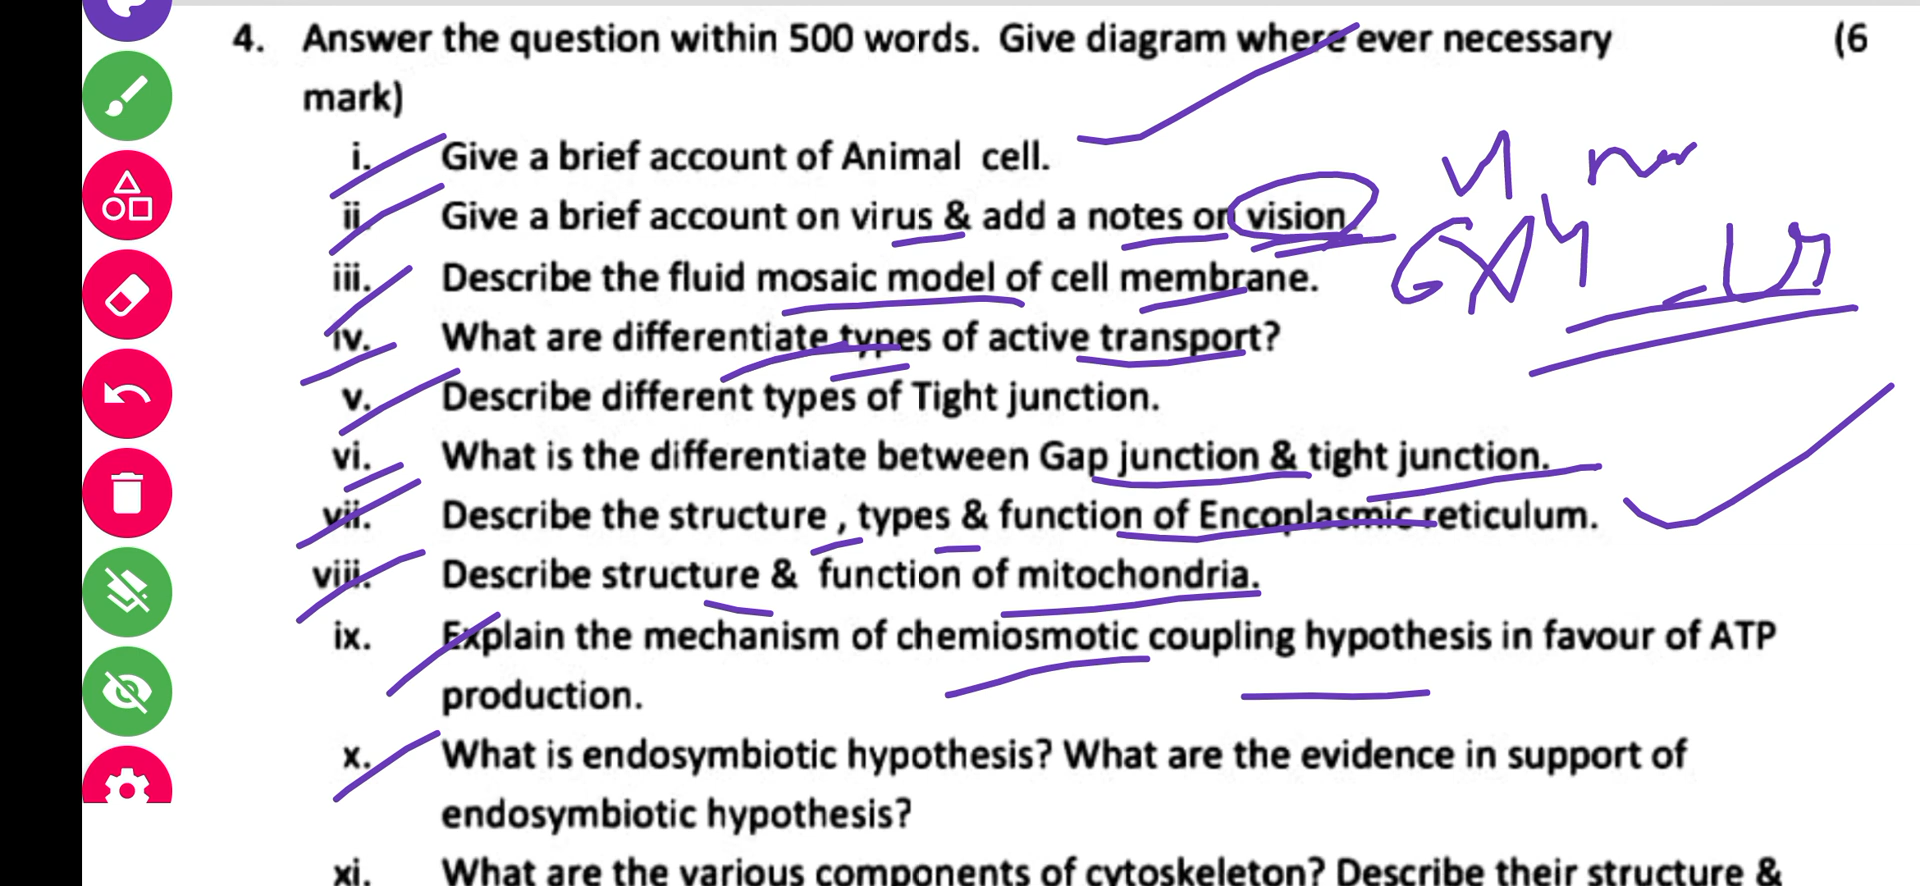 4. Answer the question within 500 words. Give diagram where ever necessary (6
mark)
i. Give a brief account of Animal cell.
ii. Give a brief account on virus & add a notes on vision
iii. Describe the fluid mosaic model of cell membrane.
iv. What are differentiate types of active transport?
v. Describe different types of Tight junction.
vi. What is the differentiate between Gap junction & tight junction.
vii. Describe the structure , types & function of Encoplasmic reticulum.
viii. Describe structure & function of mitochondria.
ix. Explain the mechanism of chemiosmotic coupling hypothesis in favour of ATP
production.
x. What is endosymbiotic hypothesis? What are the evidence in support of
endosymbiotic hypothesis?
xi. What are the various components of cytoskeleton? Describe their structure &